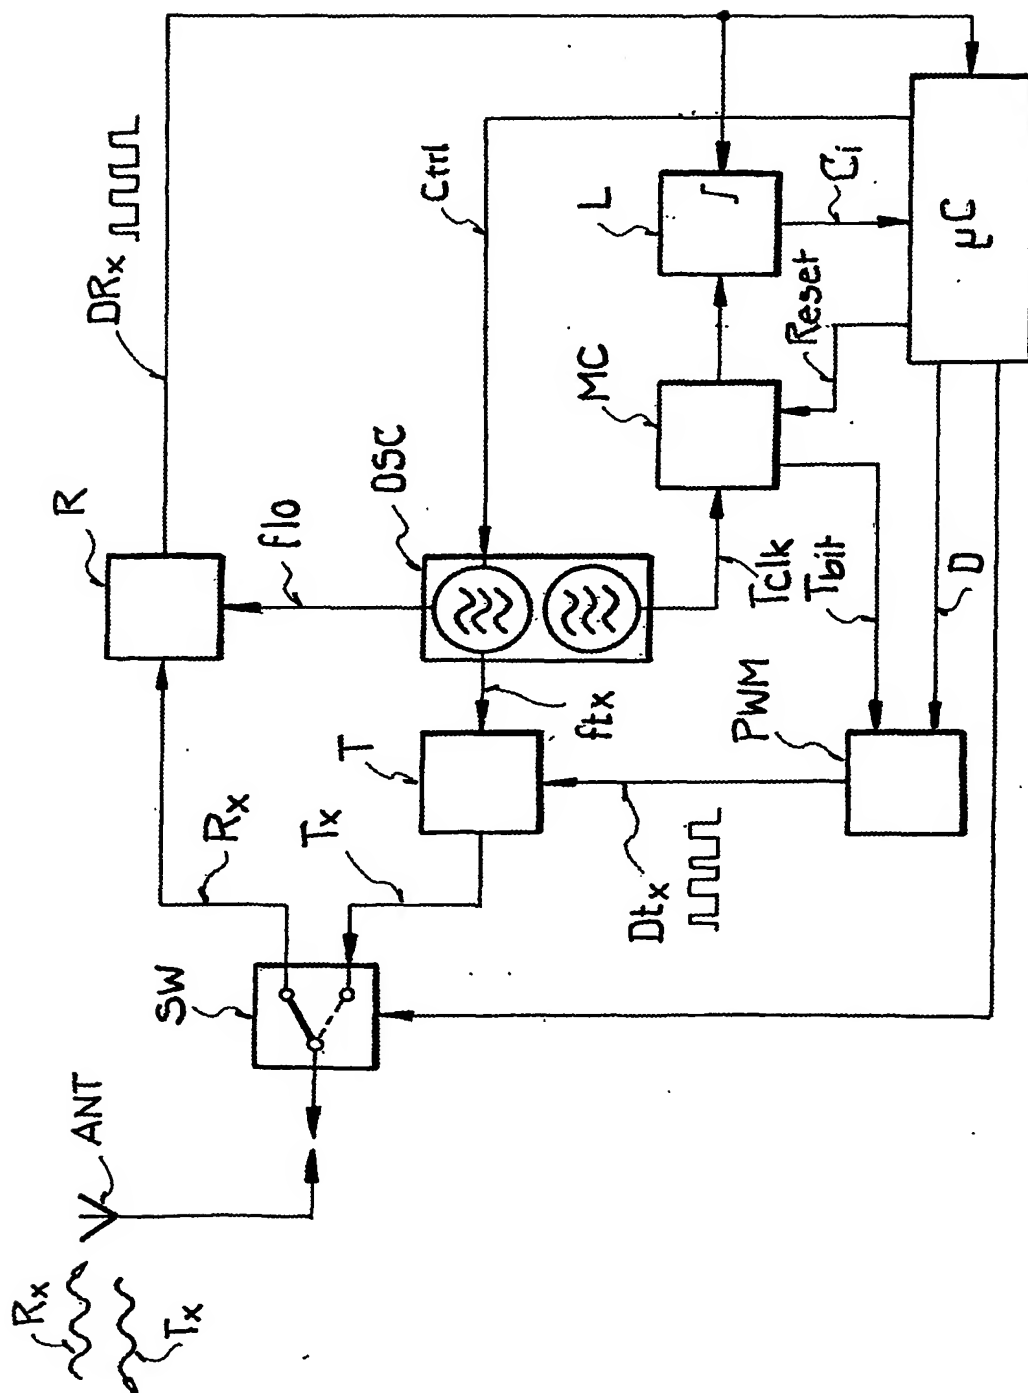 Rx
Tx
ANT
SW
Rx
Tx
R
DRx
flo
OSC
Ctrl
T
ftx
Dtx
PWM
Tclk
Tbit
MC
L
Reset
Ci
D
µC